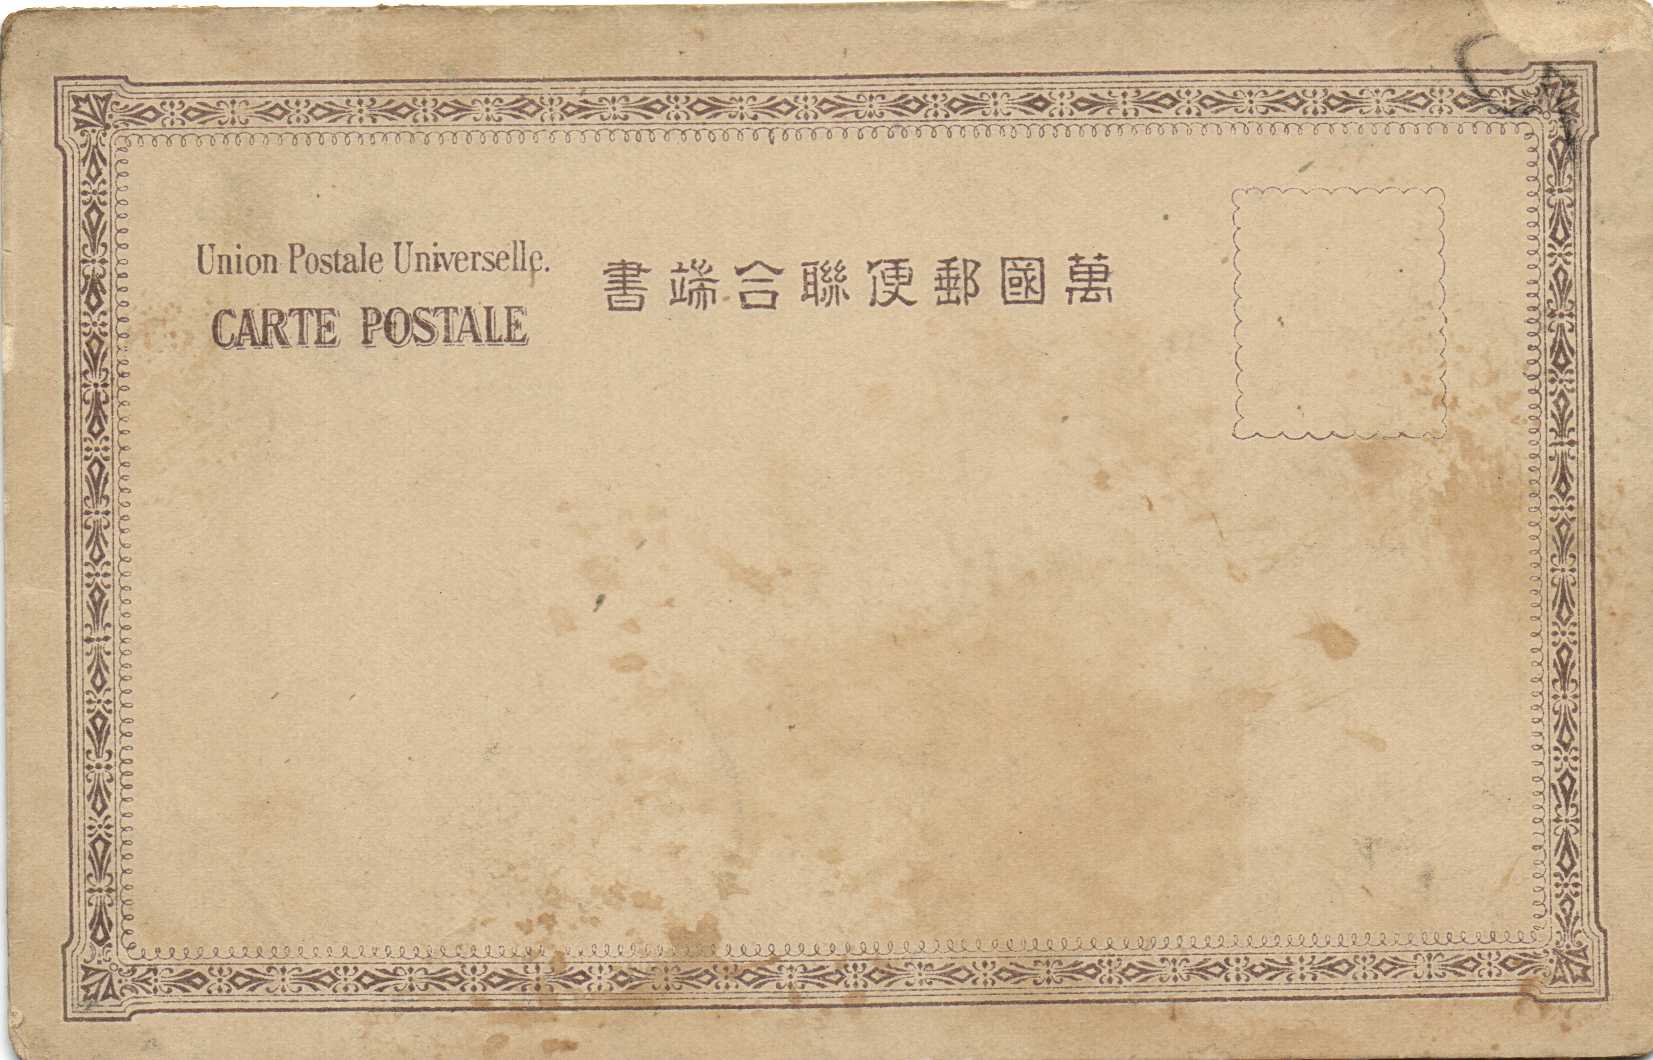 Union Postale Universelle.
CARTE POSTALE
萬國郵便聯合端書